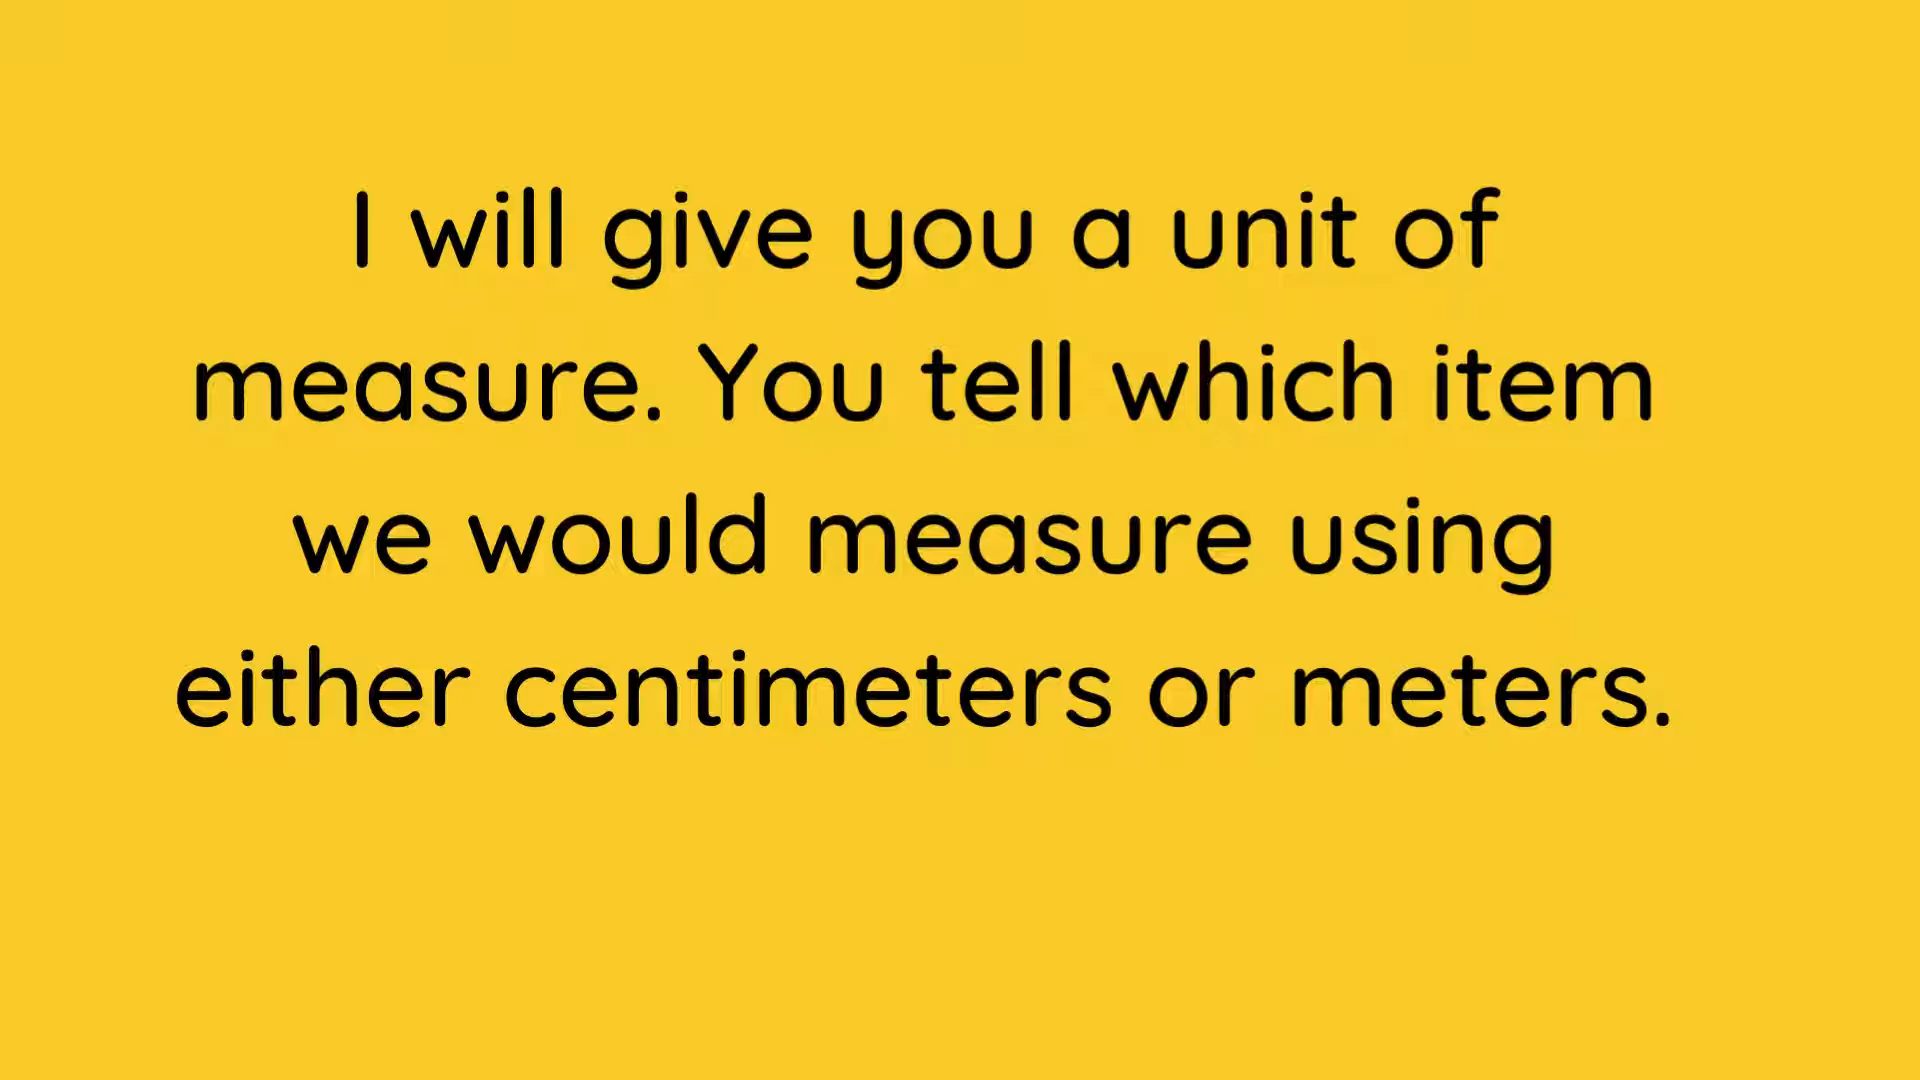 I will give you a unit of
measure. You tell which item
we would measure using
either centimeters or meters.